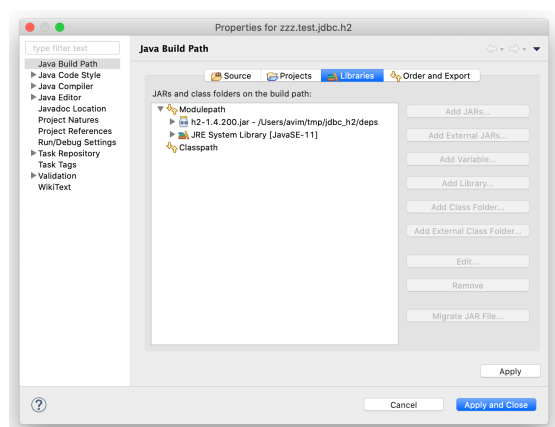 Properties for zzz.test.jdbc.h2
type filter text
Java Build Path
Java Code Style
Java Compiler
Java Editor
Javadoc Location
Project Natures
Project References
Run/Debug Settings
Task Repository
Task Tags
Validation
WikiText
Java Build Path
Source Projects Libraries Order and Export
JARs and class folders on the build path:
Modulepath
h2-1.4.200.jar - /Users/avim/tmp/jdbc_h2/deps
JRE System Library [JavaSE-11]
Classpath
Add JARs...
Add External JARs...
Add Variable...
Add Library...
Add Class Folder...
Add External Class Folder...
Edit...
Remove
Migrate JAR File...
Apply
?
Cancel
Apply and Close